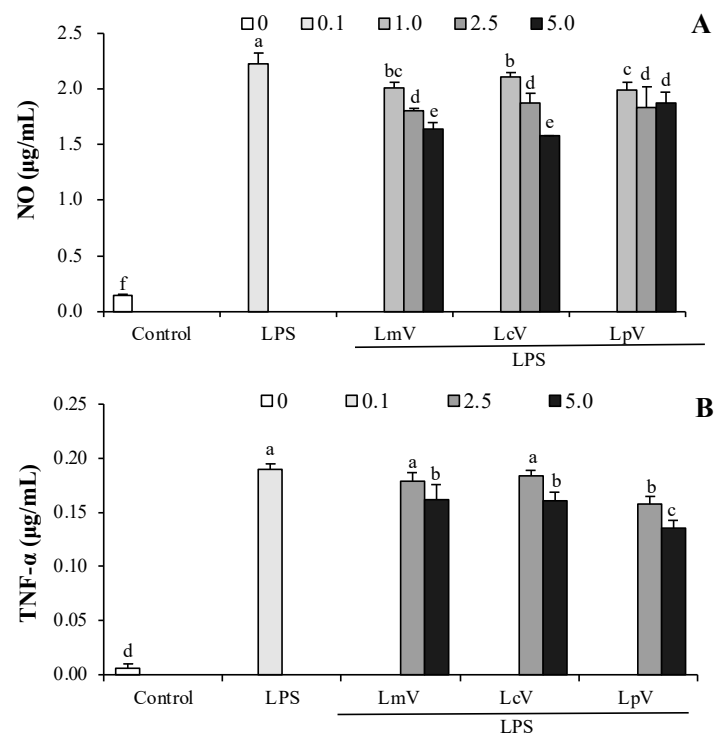 0 0.1 1.0 2.5 5.0 A
2.5
2.0
1.5
1.0
0.5
0.0
NO (µg/mL)
f a bc d e b d e c d d
Control LPS LmV LcV LpV
LPS
0 0.1 2.5 5.0 B
0.25
0.20
0.15
0.10
0.05
0.00
TNF-α (µg/mL)
d a a b a b b c
Control LPS LmV LcV LpV
LPS